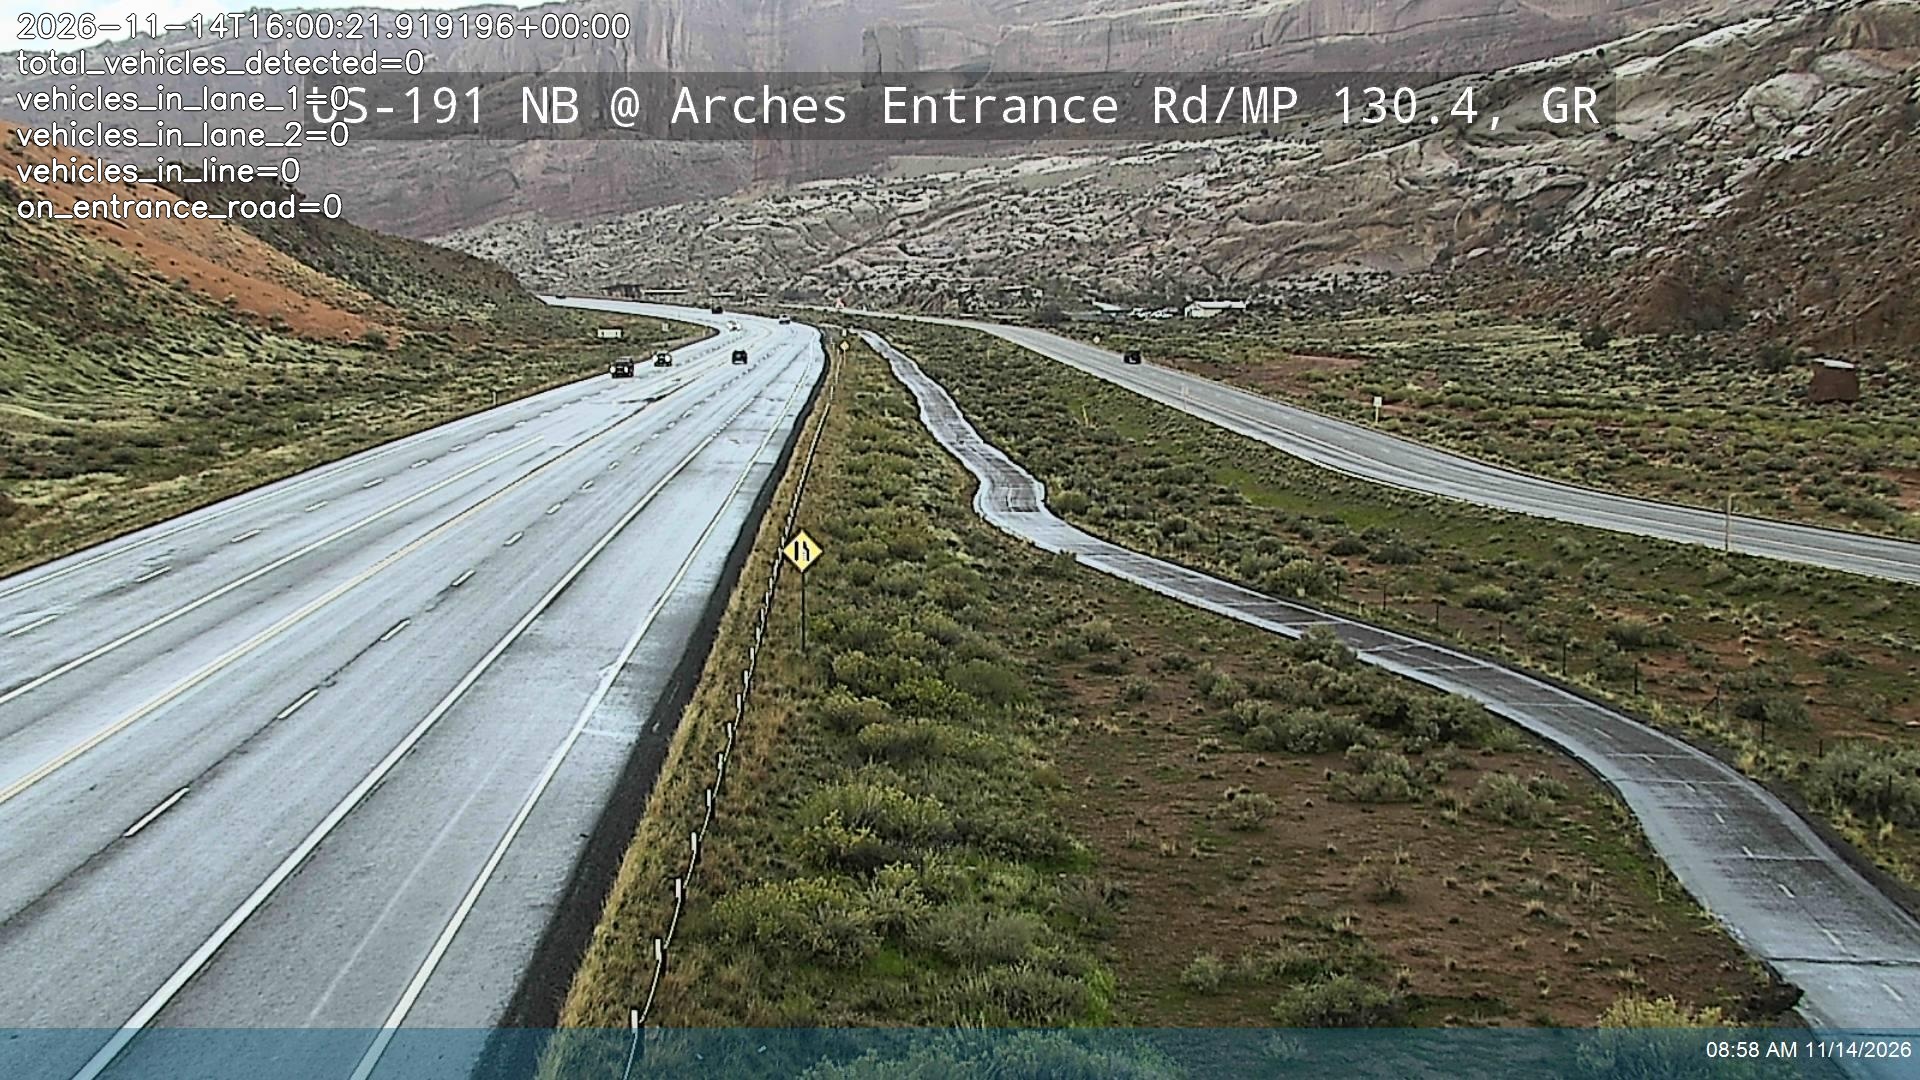 2026-11-14T16:00:21.919196+00:00
total_vehicles_detected=0
vehicles_in_lane_1=0
US-191 NB @ Arches Entrance Rd/MP 130.4, GR
vehicles_in_lane_2=0
vehicles_in_line=0
on_entrance_road=0
08:58 AM 11/14/2026